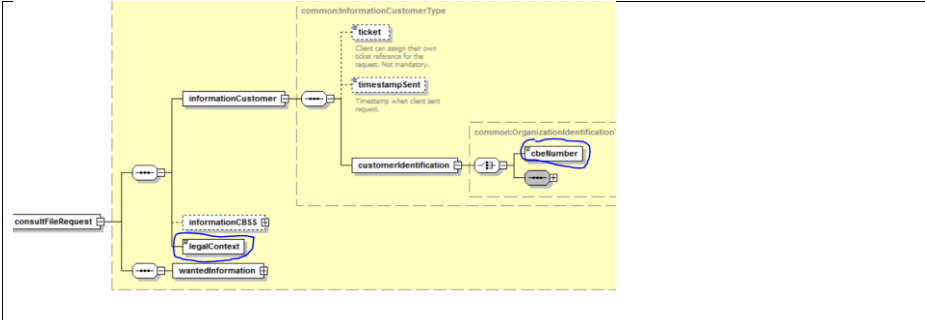 common:InformationCustomerType
ticket
Client can assign their own
ticket reference for the
request. Not mandatory.
timestampSent
Timestamp when client sent
request.
informationCustomer
common:OrganizationIdentification
cbeNumber
customerIdentification
consultFileRequest
informationCBSS
legalContext
wantedInformation